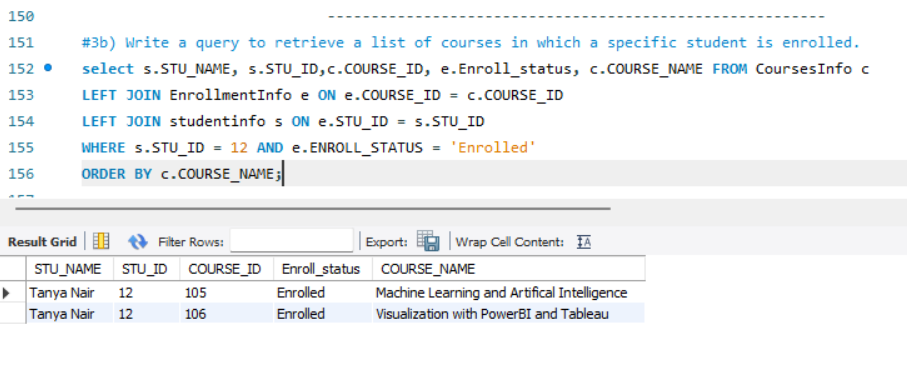 150 -------------------------------------------------------
151 #3b) Write a query to retrieve a list of courses in which a specific student is enrolled.
152 select s.STU_NAME, s.STU_ID,c.COURSE_ID, e.Enroll_status, c.COURSE_NAME FROM CoursesInfo c
153 LEFT JOIN EnrollmentInfo e ON e.COURSE_ID = c.COURSE_ID
154 LEFT JOIN studentinfo s ON e.STU_ID = s.STU_ID
155 WHERE s.STU_ID = 12 AND e.ENROLL_STATUS = 'Enrolled'
156 ORDER BY c.COURSE_NAME;
Result Grid Filter Rows: Export: Wrap Cell Content: IA
STU_NAME STU_ID COURSE_ID Enroll_status COURSE_NAME
Tanya Nair 12 105 Enrolled Machine Learning and Artifical Intelligence
Tanya Nair 12 106 Enrolled Visualization with PowerBI and Tableau